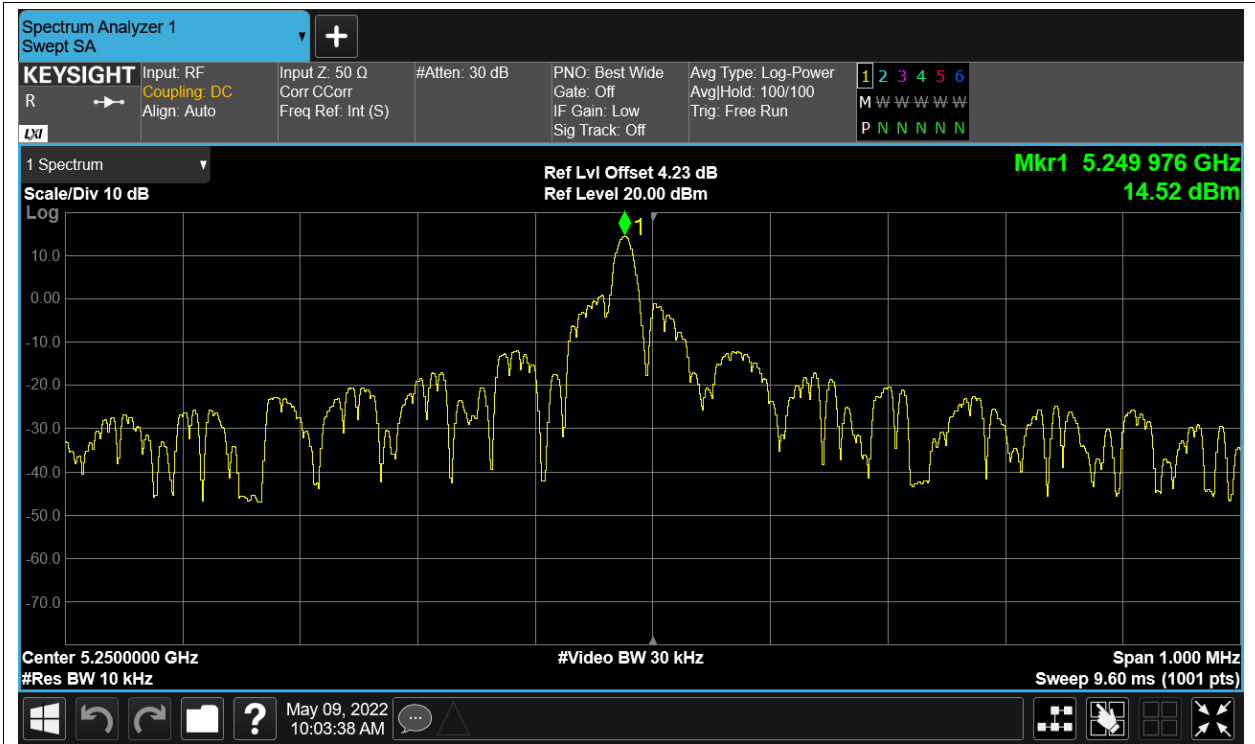 Spectrum Analyzer 1
Swept SA
+
KEYSIGHT
R
LXI
Input: RF
Coupling: DC
Align: Auto
Input Z: 50 Ω
Corr CCorr
Freq Ref: Int (S)
#Atten: 30 dB
PNO: Best Wide
Gate: Off
IF Gain: Low
Sig Track: Off
Avg Type: Log-Power
Avg|Hold: 100/100
Trig: Free Run
1 2 3 4 5 6
M W W W W W W
P N N N N N
1 Spectrum
Scale/Div 10 dB
Log
Ref Lvl Offset 4.23 dB
Ref Level 20.00 dBm
Mkr1 5.249 976 GHz
14.52 dBm
1
10.0
0.00
-10.0
-20.0
-30.0
-40.0
-50.0
-60.0
-70.0
Center 5.2500000 GHz
#Res BW 10 kHz
#Video BW 30 kHz
Span 1.000 MHz
Sweep 9.60 ms (1001 pts)
?
May 09, 2022
10:03:38 AM